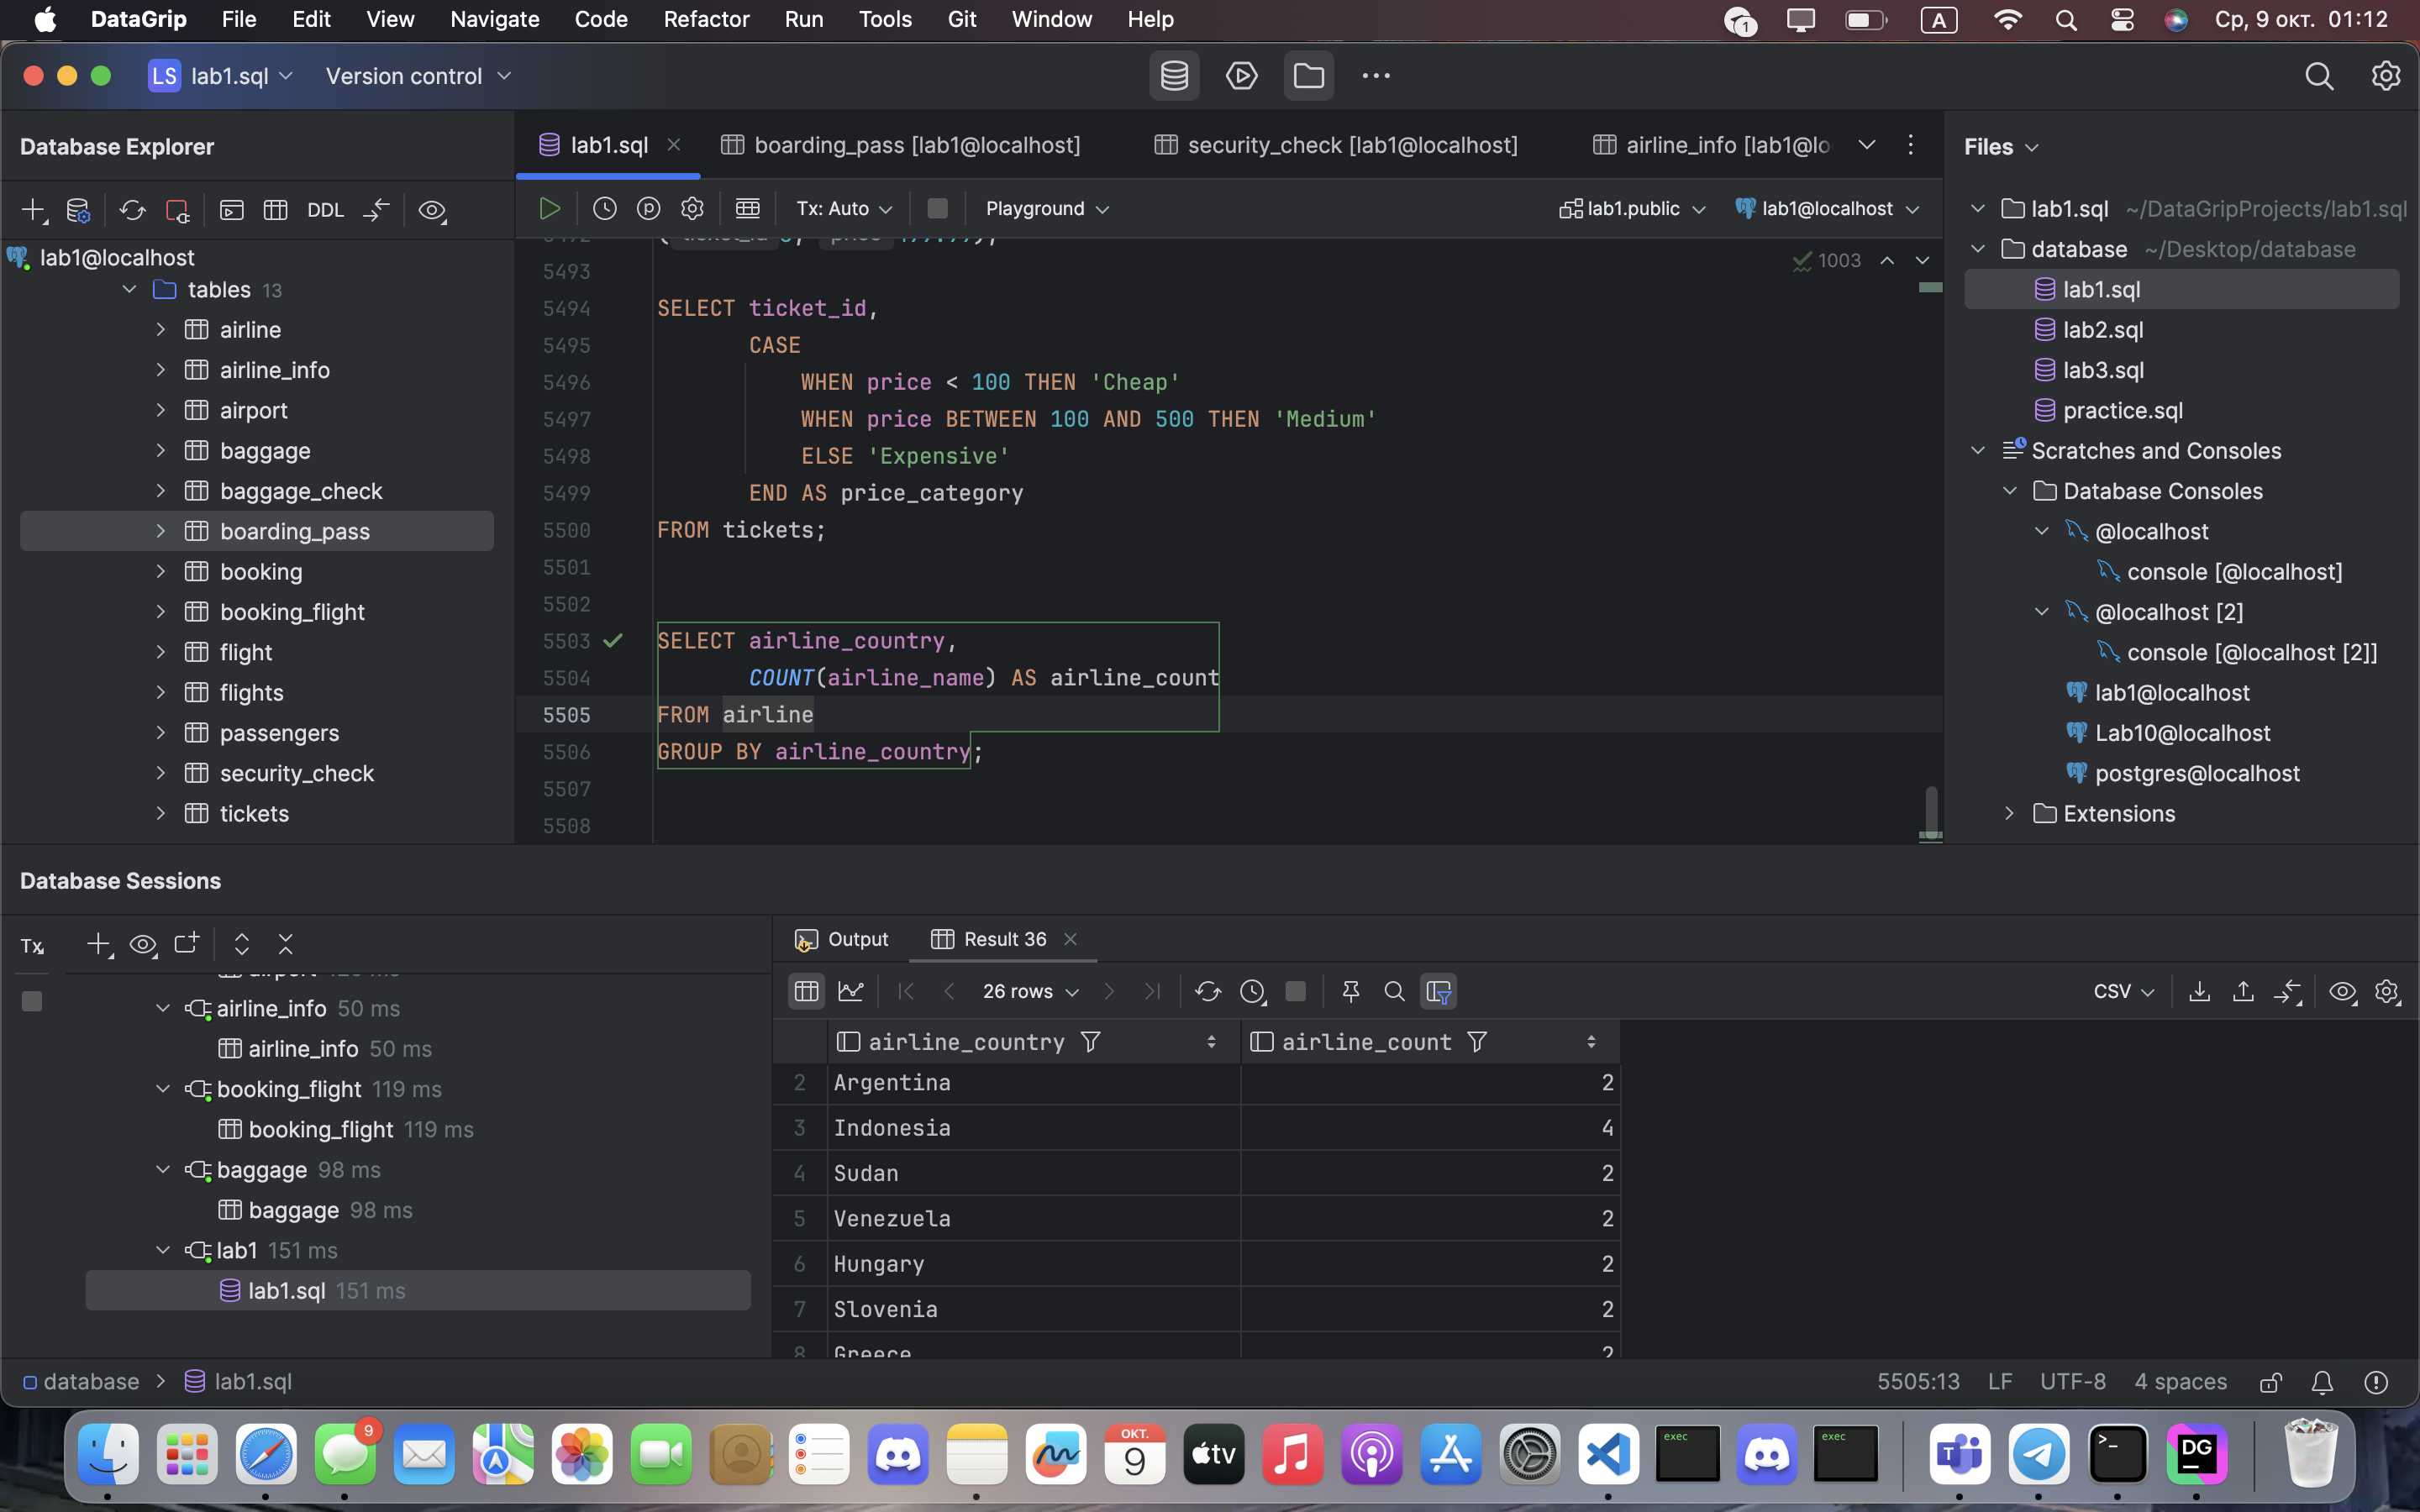 DataGrip File Edit View Navigate Code Refactor Run Tools Git Window Help 1 A Ср, 9 окт. 01:12
LS lab1.sql Version control
Database Explorer
DDL
lab1@localhost
tables 13
airline
airline_info
airport
baggage
baggage_check
boarding_pass
booking
booking_flight
flight
flights
passengers
security_check
tickets
lab1.sql boarding_pass [lab1@localhost] security_check [lab1@localhost] airline_info [lab1@lo
Tx: Auto Playground lab1.public lab1@localhost
1003
5493
5494 SELECT ticket_id,
5495 CASE
5496 WHEN price < 100 THEN 'Cheap'
5497 WHEN price BETWEEN 100 AND 500 THEN 'Medium'
5498 ELSE 'Expensive'
5499 END AS price_category
5500 FROM tickets;
5501
5502
5503 SELECT airline_country,
5504 COUNT(airline_name) AS airline_count
5505 FROM airline
5506 GROUP BY airline_country;
5507
5508
Files
lab1.sql ~/DataGripProjects/lab1.sql
database ~/Desktop/database
lab1.sql
lab2.sql
lab3.sql
practice.sql
Scratches and Consoles
Database Consoles
@localhost
console [@localhost]
@localhost [2]
console [@localhost [2]]
lab1@localhost
Lab10@localhost
postgres@localhost
Extensions
Database Sessions
Tx
airline_info 50 ms
airline_info 50 ms
booking_flight 119 ms
booking_flight 119 ms
baggage 98 ms
baggage 98 ms
lab1 151 ms
lab1.sql 151 ms
Output Result 36
26 rows CSV
airline_country airline_count
2 Argentina 2
3 Indonesia 4
4 Sudan 2
5 Venezuela 2
6 Hungary 2
7 Slovenia 2
8 Greece 2
database lab1.sql 5505:13 LF UTF-8 4 spaces
9 ОКТ. 9 tv exec exec T >_ DG